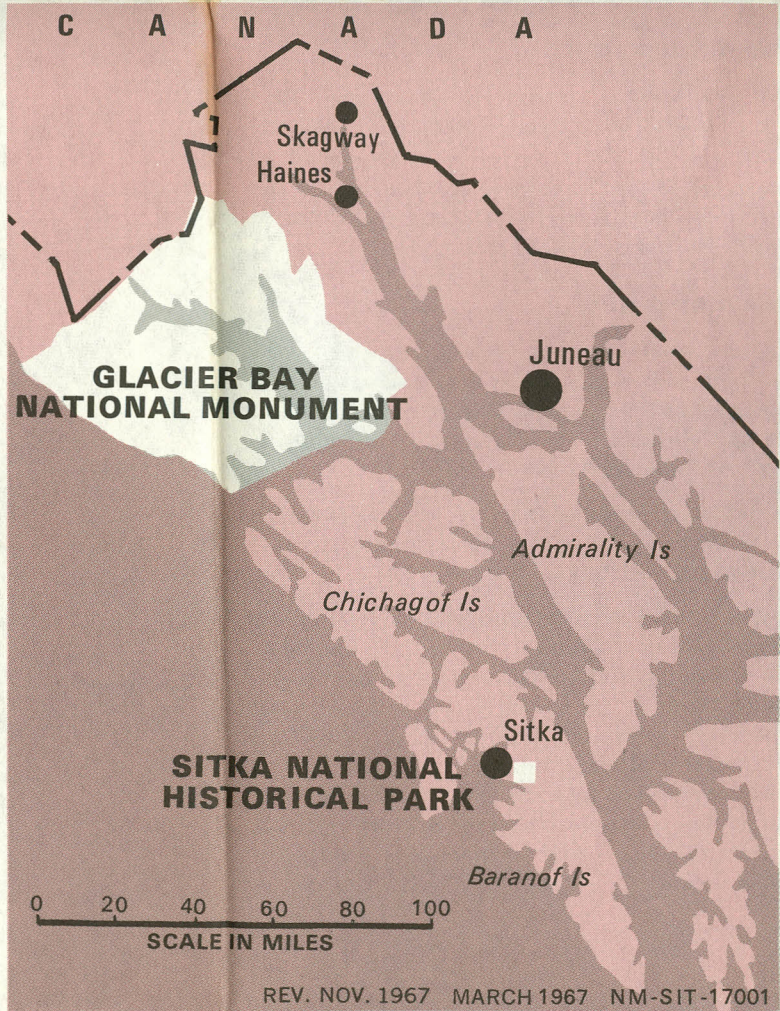 C A N A D A
Skagway
Haines
Juneau
GLACIER BAY
NATIONAL MONUMENT
Admirality Is
Chichagof Is
Sitka
SITKA NATIONAL
HISTORICAL PARK
Baranof Is
0 20 40 60 80 100
SCALE IN MILES
REV. NOV. 1967 MARCH 1967 NM-SIT-17001